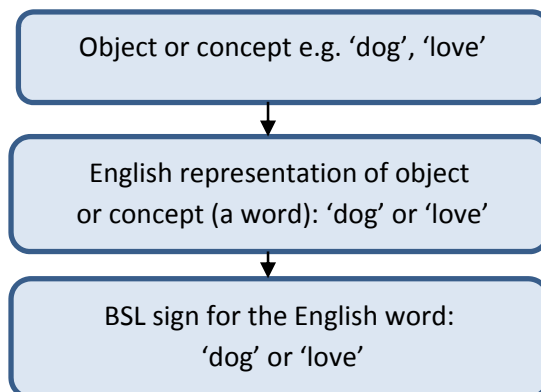 Object or concept e.g. ‘dog’, ‘love’
English representation of object
or concept (a word): ‘dog’ or ‘love’
BSL sign for the English word:
‘dog’ or ‘love’